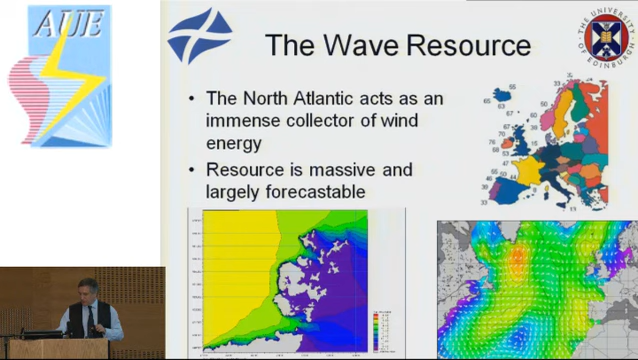 AUE
The Wave Resource
THE UNIVERSITY
OF EDINBURGH
• The North Atlantic acts as an
immense collector of wind
energy
• Resource is massive and
largely forecastable